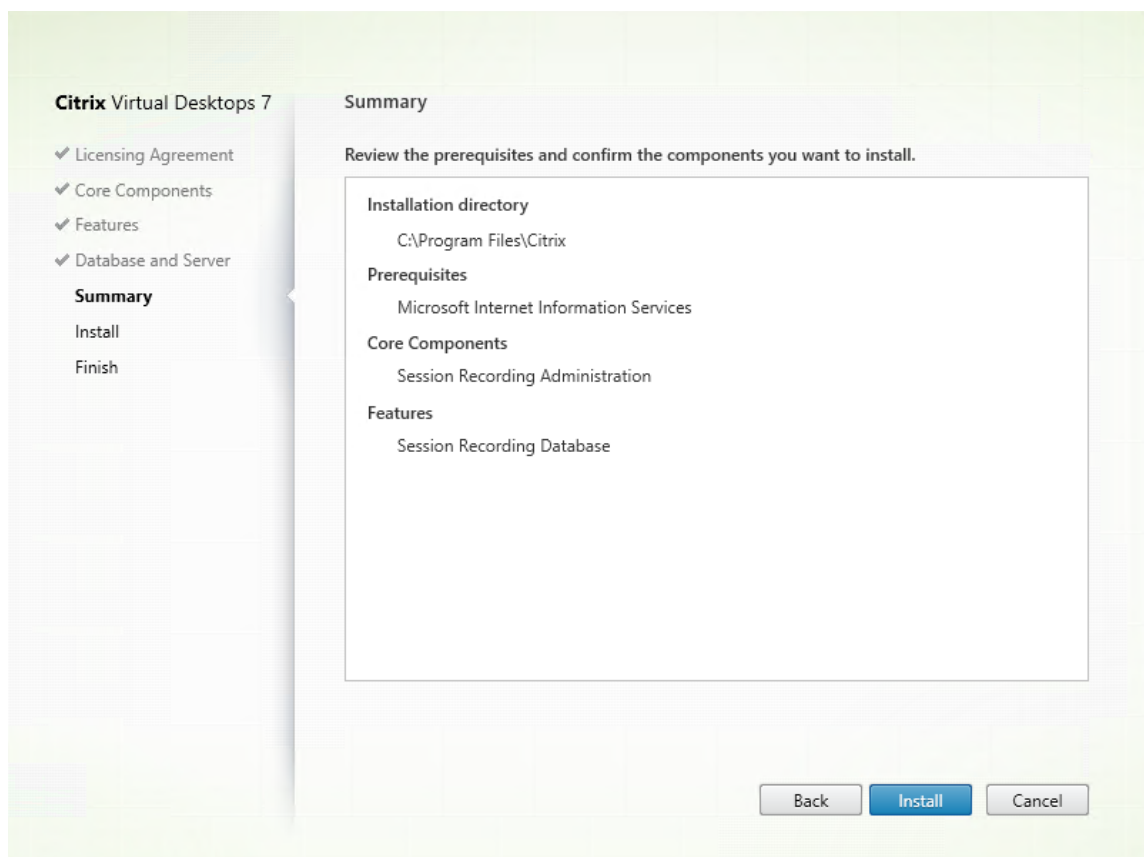 Citrix Virtual Desktops 7
Licensing Agreement
Core Components
Features
Database and Server
Summary
Install
Finish
Summary
Review the prerequisites and confirm the components you want to install.
Installation directory
C:\Program Files\Citrix
Prerequisites
Microsoft Internet Information Services
Core Components
Session Recording Administration
Features
Session Recording Database
Back
Install
Cancel